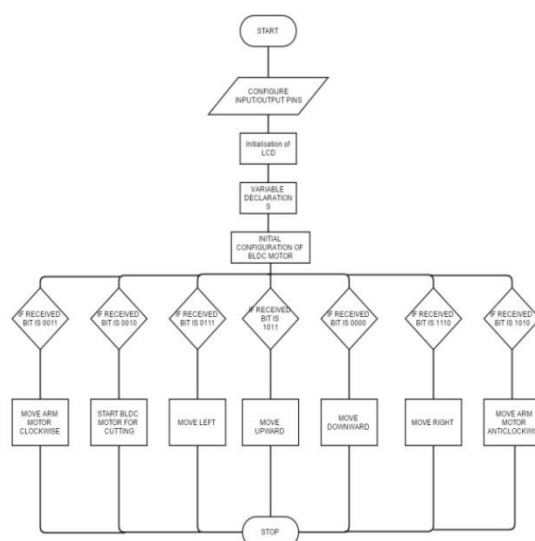 START
CONFIGURE
INPUT/OUTPUT PINS
Initialisation of
LCD
VARIABLE
DECLARATION
S
INITIAL
CONFIGURATION OF
BLDC MOTOR
IF RECEIVED
BIT IS 0011
IF RECEIVED
BIT IS 0010
IF RECEIVED
BIT IS 0111
IF RECEIVED
BIT IS
1011
IF RECEIVED
BIT IS 0000
IF RECEIVED
BIT IS 1110
IF RECEIVED
BIT IS 1010
MOVE ARM
MOTOR
CLOCKWISE
START BLDC
MOTOR FOR
CUTTING
MOVE LEFT
MOVE
UPWARD
MOVE
DOWNWARD
MOVE RIGHT
MOVE ARM
MOTOR
ANTICLOCKWIS
STOP